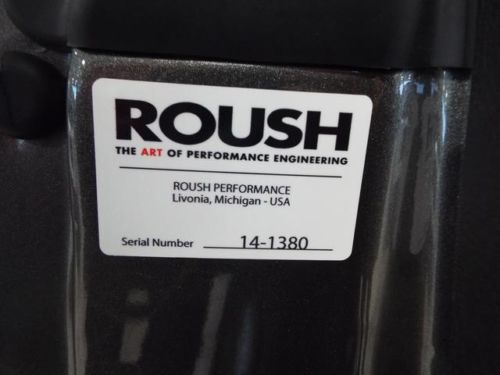 ROUSH
THE ART OF PERFORMANCE ENGINEERING
ROUSH PERFORMANCE
Livonia, Michigan - USA
Serial Number 14-1380